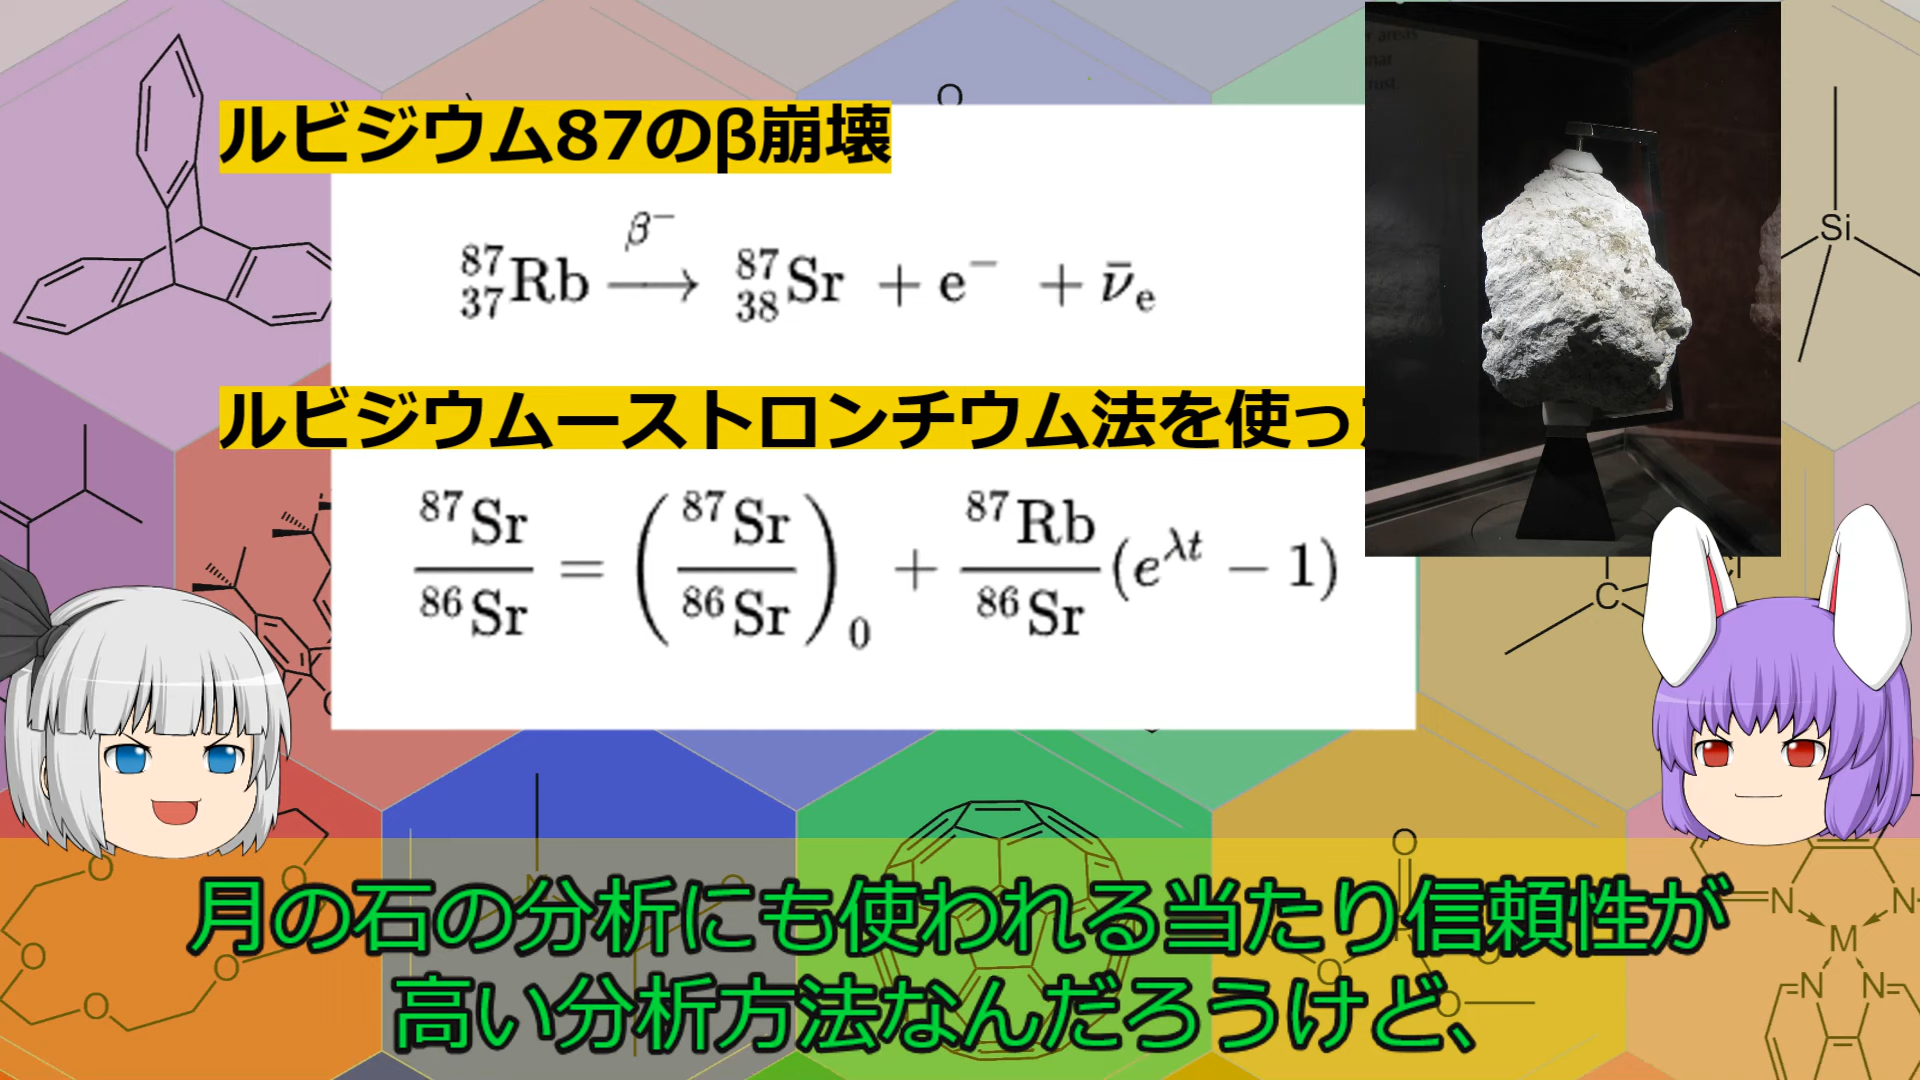 ルビジウム87のβ崩壊
⁸⁷₃₇Rb β⁻⟶ ⁸⁷₃₈Sr + e⁻ + ν̄ₑ
ルビジウムーストロンチウム法を使っ
⁸⁷Sr/⁸⁶Sr = (⁸⁷Sr/⁸⁶Sr)₀ + ⁸⁷Rb/⁸⁶Sr (e^λt − 1)
月の石の分析にも使われる当たり信頼性が
高い分析方法なんだろうけど、
O
Si
C
O
O
O
O
O
O
O
O
N
N
M
N
N